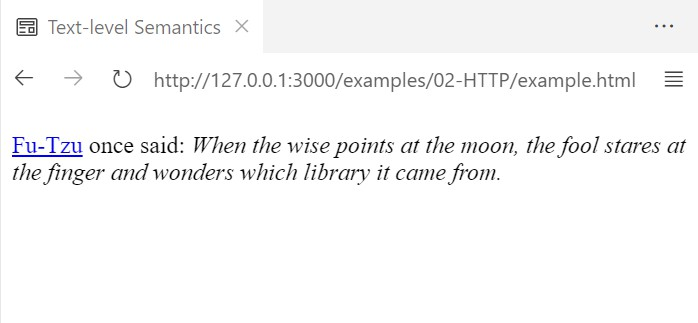 Text-level Semantics
http://127.0.0.1:3000/examples/02-HTTP/example.html
Fu-Tzu once said: When the wise points at the moon, the fool stares at
the finger and wonders which library it came from.